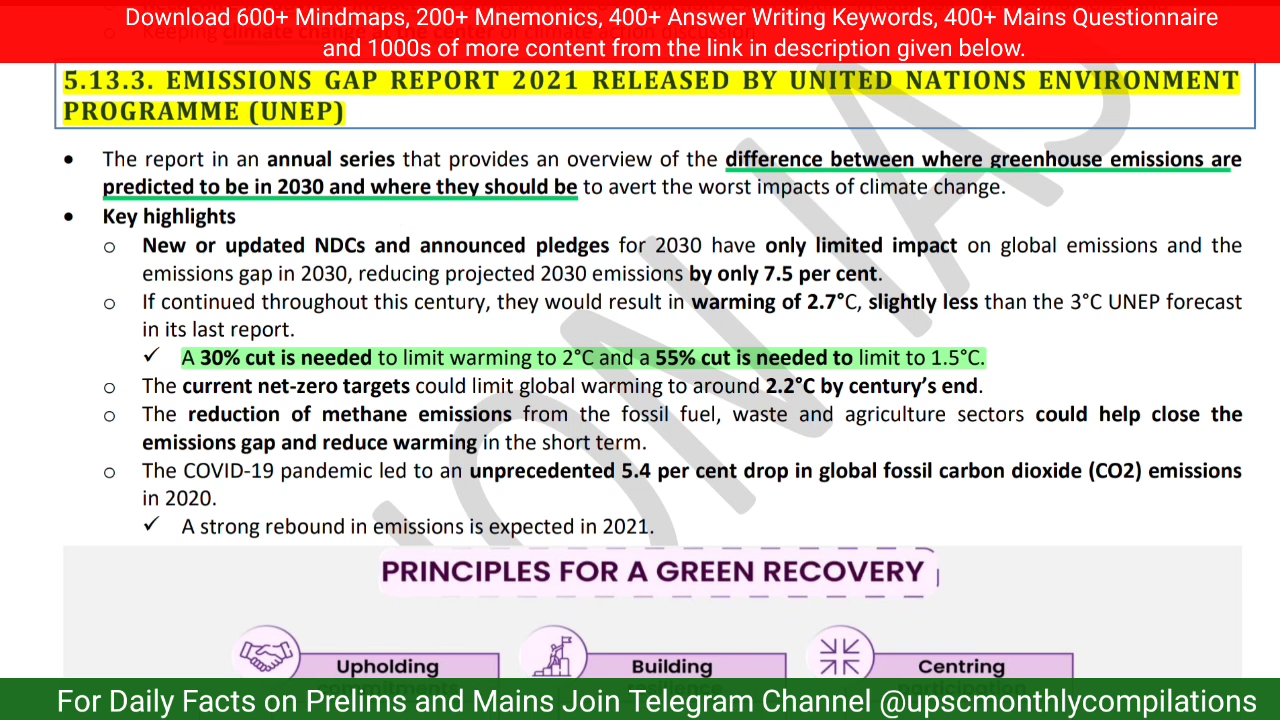 Download 600+ Mindmaps, 200+ Mnemonics, 400+ Answer Writing Keywords, 400+ Mains Questionnaire
and 1000s of more content from the link in description given below.
5.13.3. EMISSIONS GAP REPORT 2021 RELEASED BY UNITED NATIONS ENVIRONMENT
PROGRAMME (UNEP)
• The report in an annual series that provides an overview of the difference between where greenhouse emissions are
predicted to be in 2030 and where they should be to avert the worst impacts of climate change.
• Key highlights
o New or updated NDCs and announced pledges for 2030 have only limited impact on global emissions and the
emissions gap in 2030, reducing projected 2030 emissions by only 7.5 per cent.
o If continued throughout this century, they would result in warming of 2.7°C, slightly less than the 3°C UNEP forecast
in its last report.
✓ A 30% cut is needed to limit warming to 2°C and a 55% cut is needed to limit to 1.5°C.
o The current net-zero targets could limit global warming to around 2.2°C by century's end.
o The reduction of methane emissions from the fossil fuel, waste and agriculture sectors could help close the
emissions gap and reduce warming in the short term.
o The COVID-19 pandemic led to an unprecedented 5.4 per cent drop in global fossil carbon dioxide (CO2) emissions
in 2020.
✓ A strong rebound in emissions is expected in 2021.
PRINCIPLES FOR A GREEN RECOVERY
Upholding
Building
Centring
For Daily Facts on Prelims and Mains Join Telegram Channel @upscmonthlycompilations